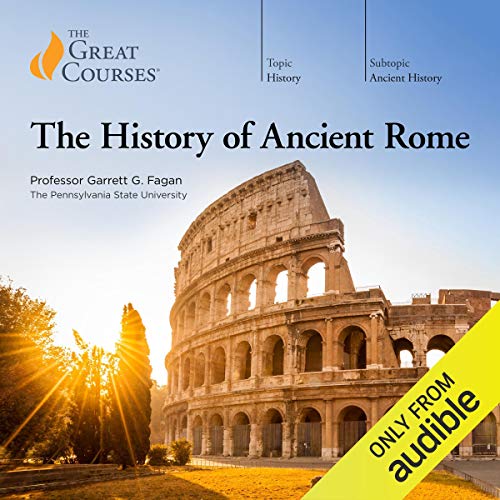 THE
GREAT
COURSES®
Topic
History
Subtopic
Ancient History
The History of Ancient Rome
Professor Garrett G. Fagan
The Pennsylvania State University
ONLY FROM
audible